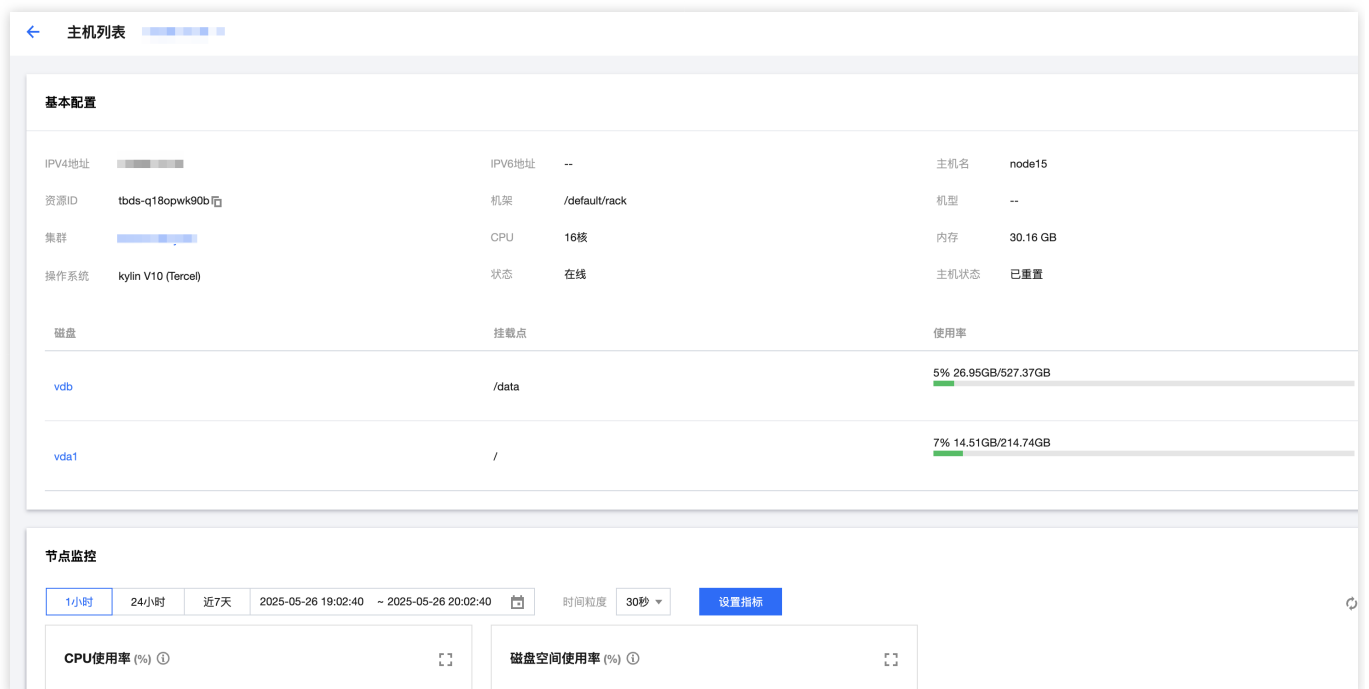 主机列表
基本配置
IPV4地址 IPV6地址 -- 主机名 node15
资源ID tbds-q18opwk90b 机架 /default/rack 机型 --
集群 CPU 16核 内存 30.16 GB
操作系统 kylin V10 (Tercel) 状态 在线 主机状态 已重置
磁盘 挂载点 使用率
5% 26.95GB/527.37GB
vdb /data
7% 14.51GB/214.74GB
vda1 /
节点监控
1小时 24小时 近7天 2025-05-26 19:02:40 ~ 2025-05-26 20:02:40 时间粒度 30秒 设置指标
CPU使用率 (%) 磁盘空间使用率 (%)